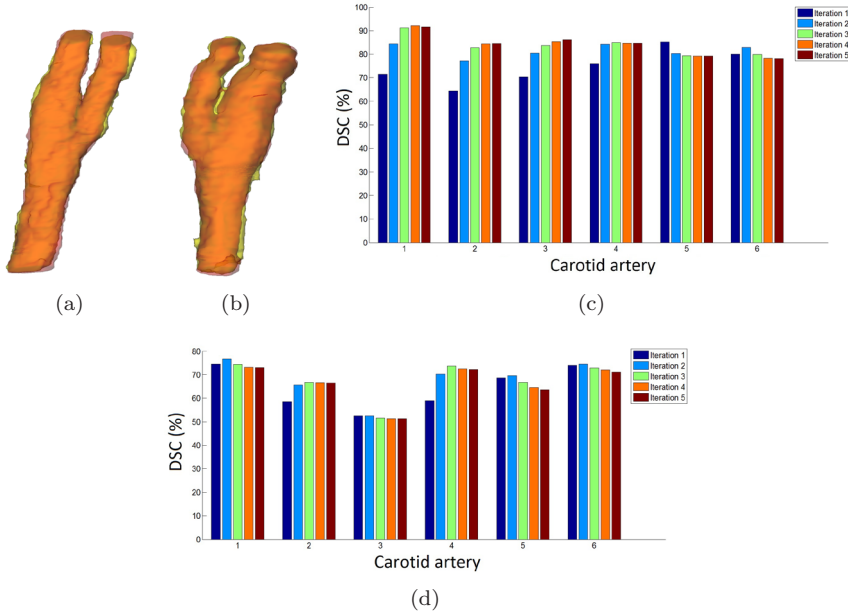 100
90
80
70
60
50
40
30
20
10
0
DSC (%)
1 2 3 4 5 6
Carotid artery
Iteration 1
Iteration 2
Iteration 3
Iteration 4
Iteration 5
(a) (b) (c)
80
70
60
50
40
30
20
10
0
DSC (%)
1 2 3 4 5 6
Carotid artery
Iteration 1
Iteration 2
Iteration 3
Iteration 4
Iteration 5
(d)